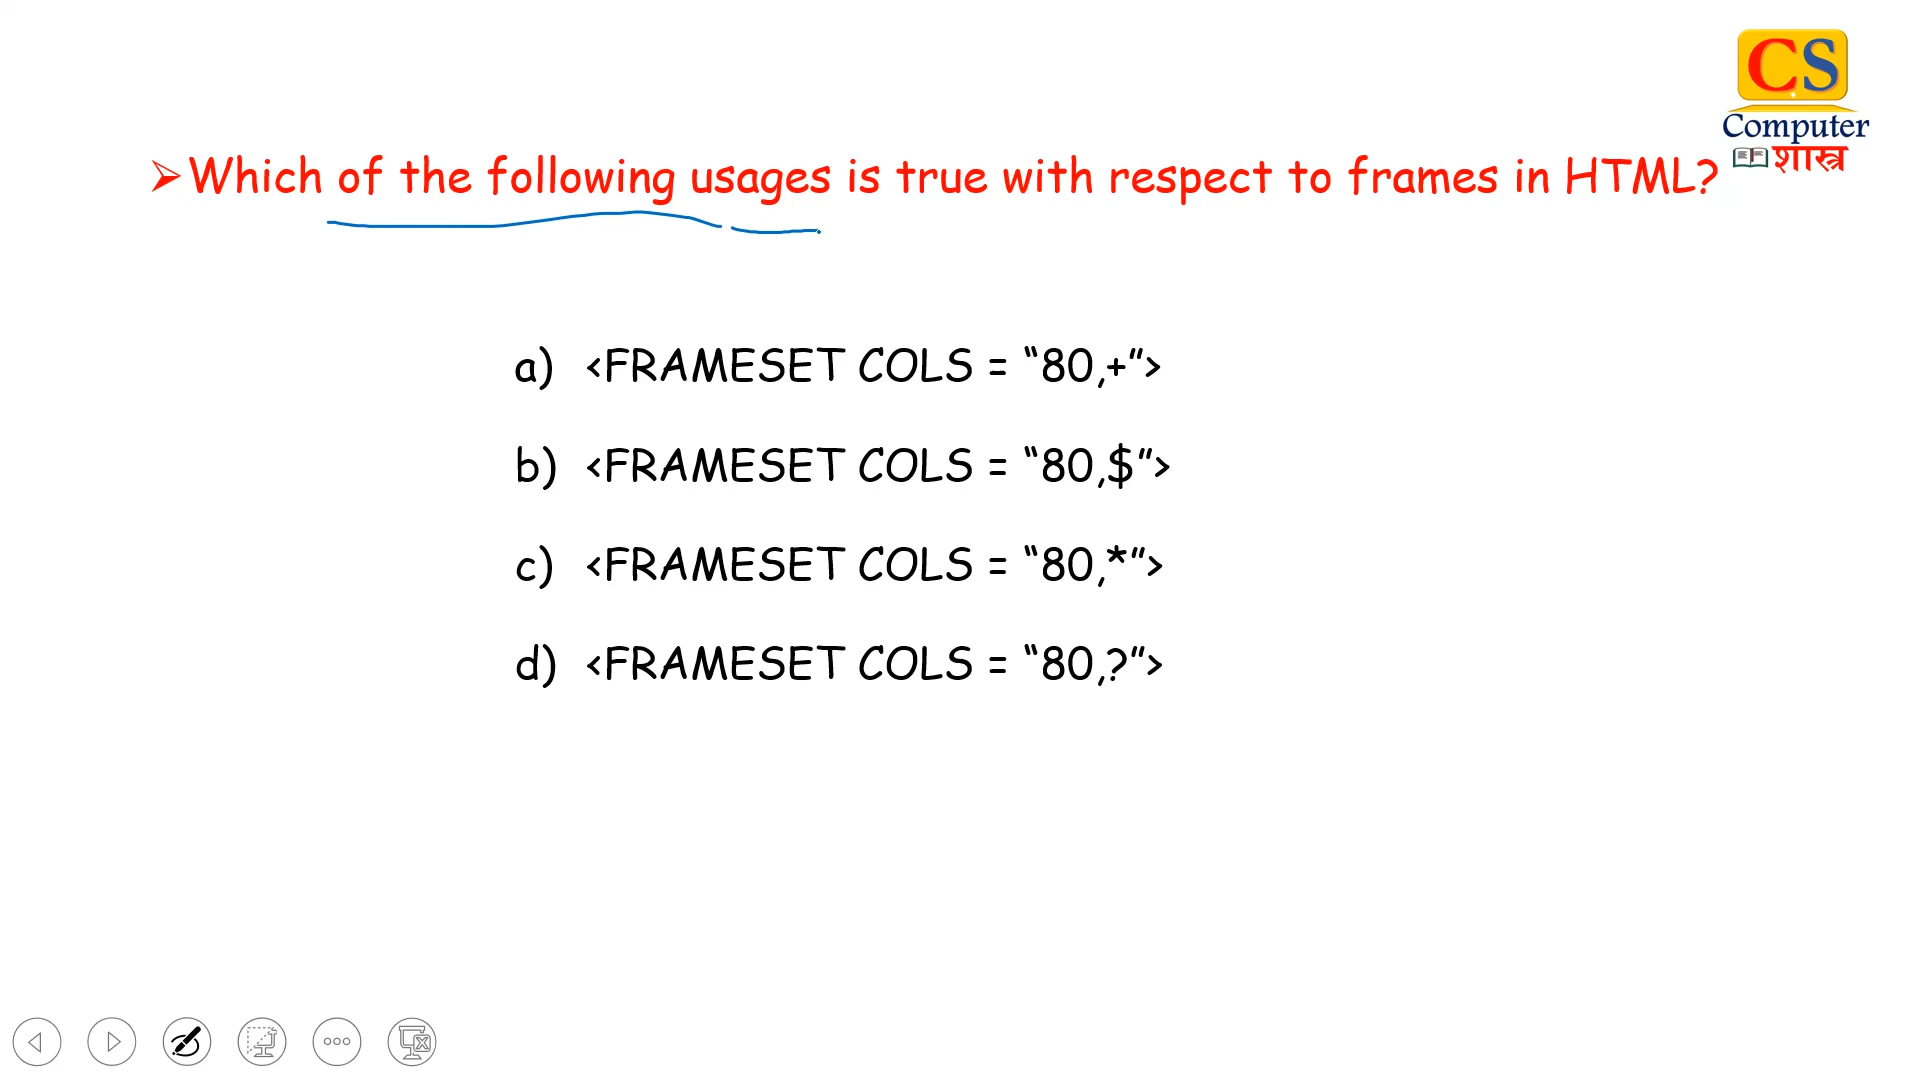 CS
Computer
शास्त्र
➢Which of the following usages is true with respect to frames in HTML?
a) <FRAMESET COLS = “80,+”>
b) <FRAMESET COLS = “80,$”>
c) <FRAMESET COLS = “80,*”>
d) <FRAMESET COLS = “80,?”>